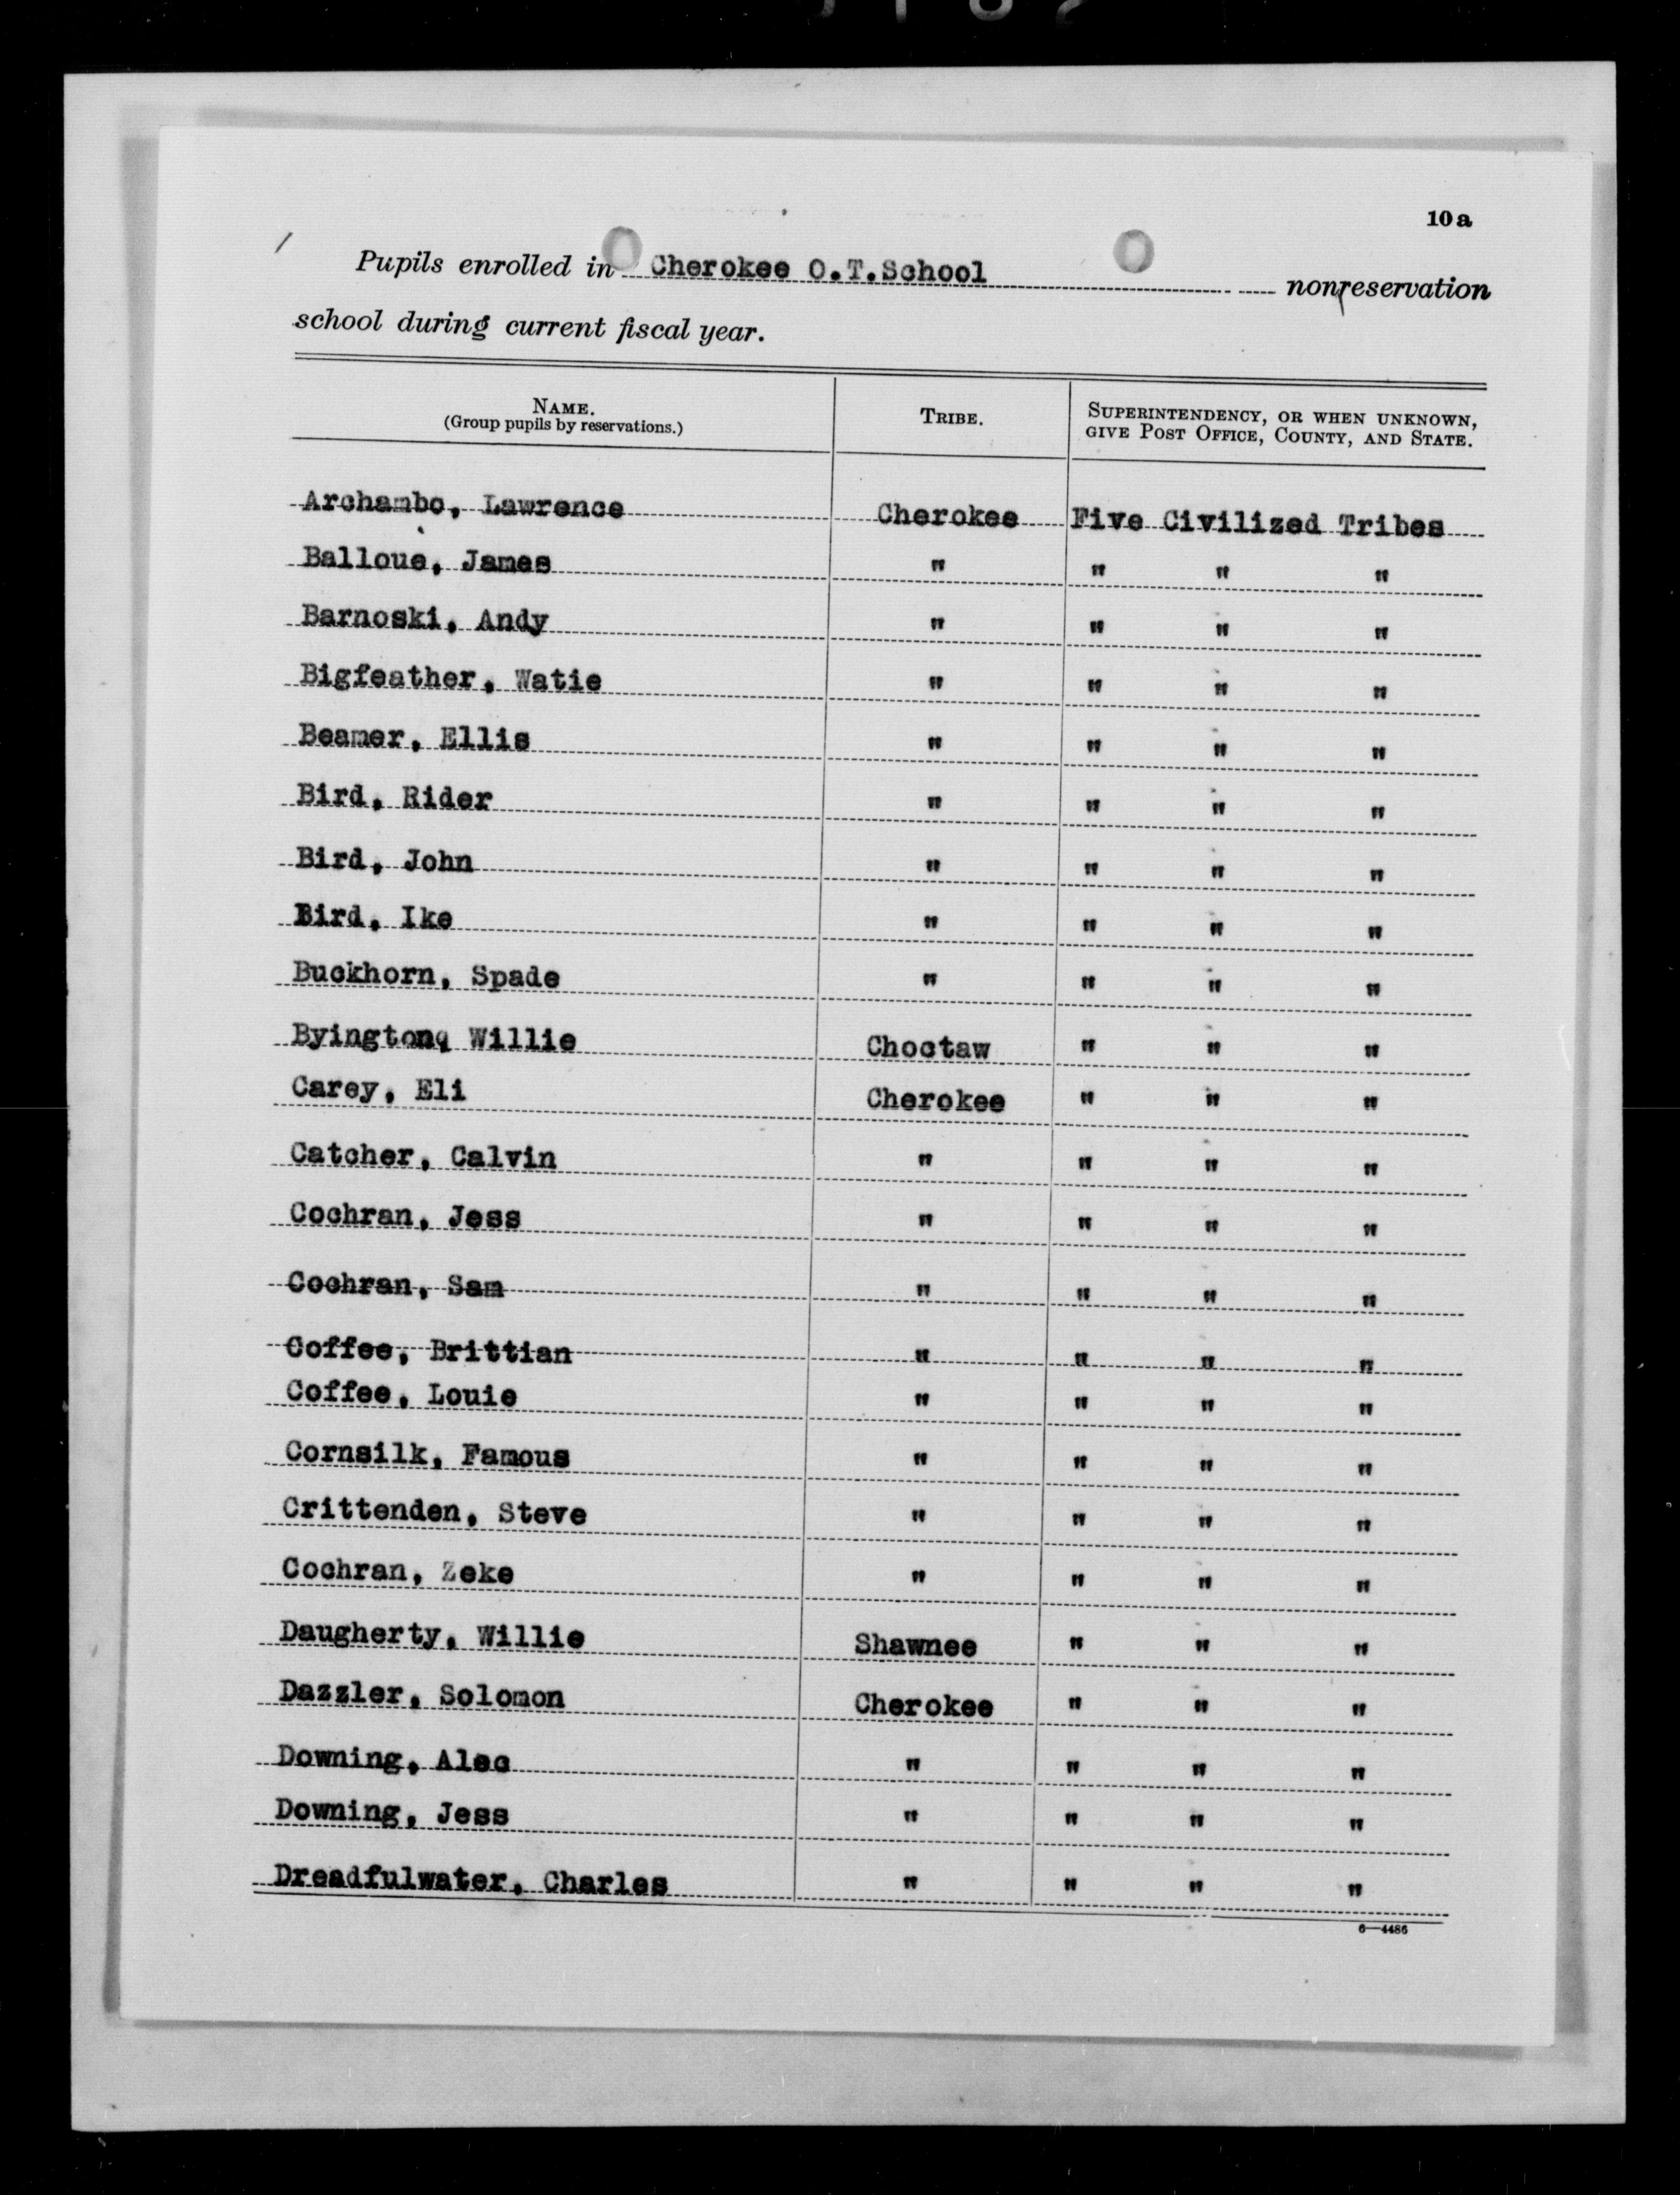 10a
Pupils enrolled in Cherokee O.T.School nonreservation
school during current fiscal year.
NAME. TRIBE. SUPERINTENDENCY, OR WHEN UNKNOWN,
(Group pupils by reservations.) GIVE POST OFFICE, COUNTY, AND STATE.
Archambo, Lawrence Cherokee Five Civilized Tribes
Balloue, James " " " "
Barnoski, Andy " " " "
Bigfeather, Watie " " " "
Beamer, Ellis " " " "
Bird, Rider " " " "
Bird, John " " " "
Bird, Ike " " " "
Buckhorn, Spade " " " "
Byingtonq Willie Choctaw " " "
Carey, Eli Cherokee " " "
Catcher, Calvin " " " "
Cochran, Jess " " " "
Cochran, Sam " " " "
Coffee, Brittian " " " "
Coffee, Louie " " " "
Cornsilk, Famous " " " "
Crittenden, Steve " " " "
Cochran, Zeke " " " "
Daugherty, Willie Shawnee " " "
Dazzler, Solomon Cherokee " " "
Downing, Alec " " " "
Downing, Jess " " " "
Dreadfulwater, Charles " " " "
6—4486